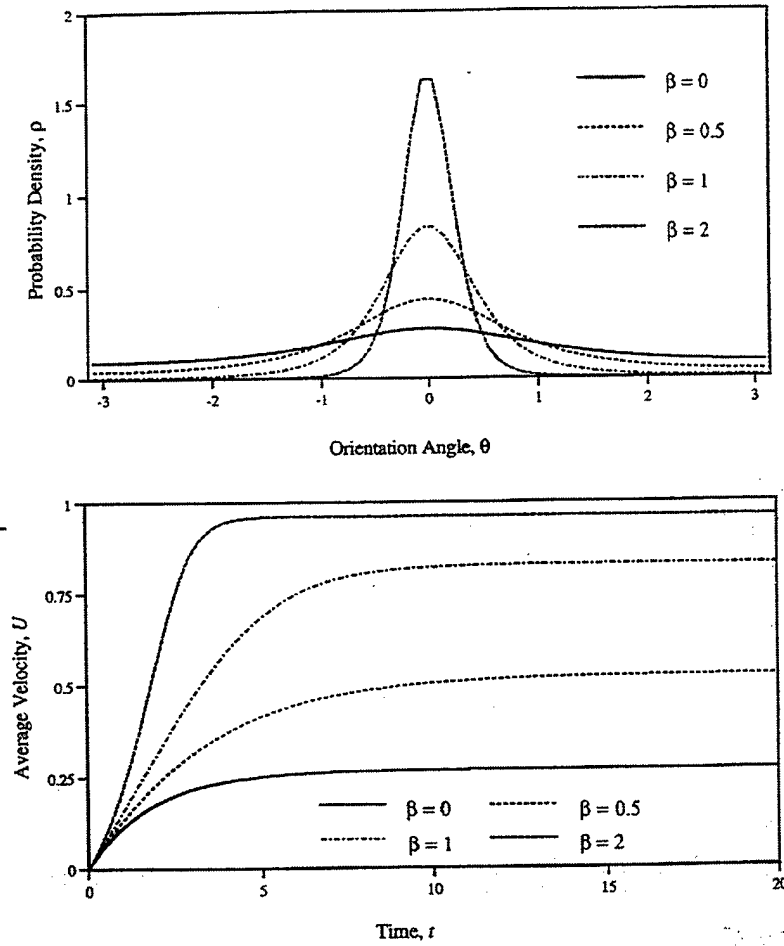 2
1.5
1
0.5
0
Probability Density, ρ
β = 0
β = 0.5
β = 1
β = 2
-3
-2
-1
0
1
2
3
Orientation Angle, θ
1
0.75
0.5
0.25
0
Average Velocity, U
β = 0
β = 0.5
β = 1
β = 2
0
5
10
15
20
Time, t